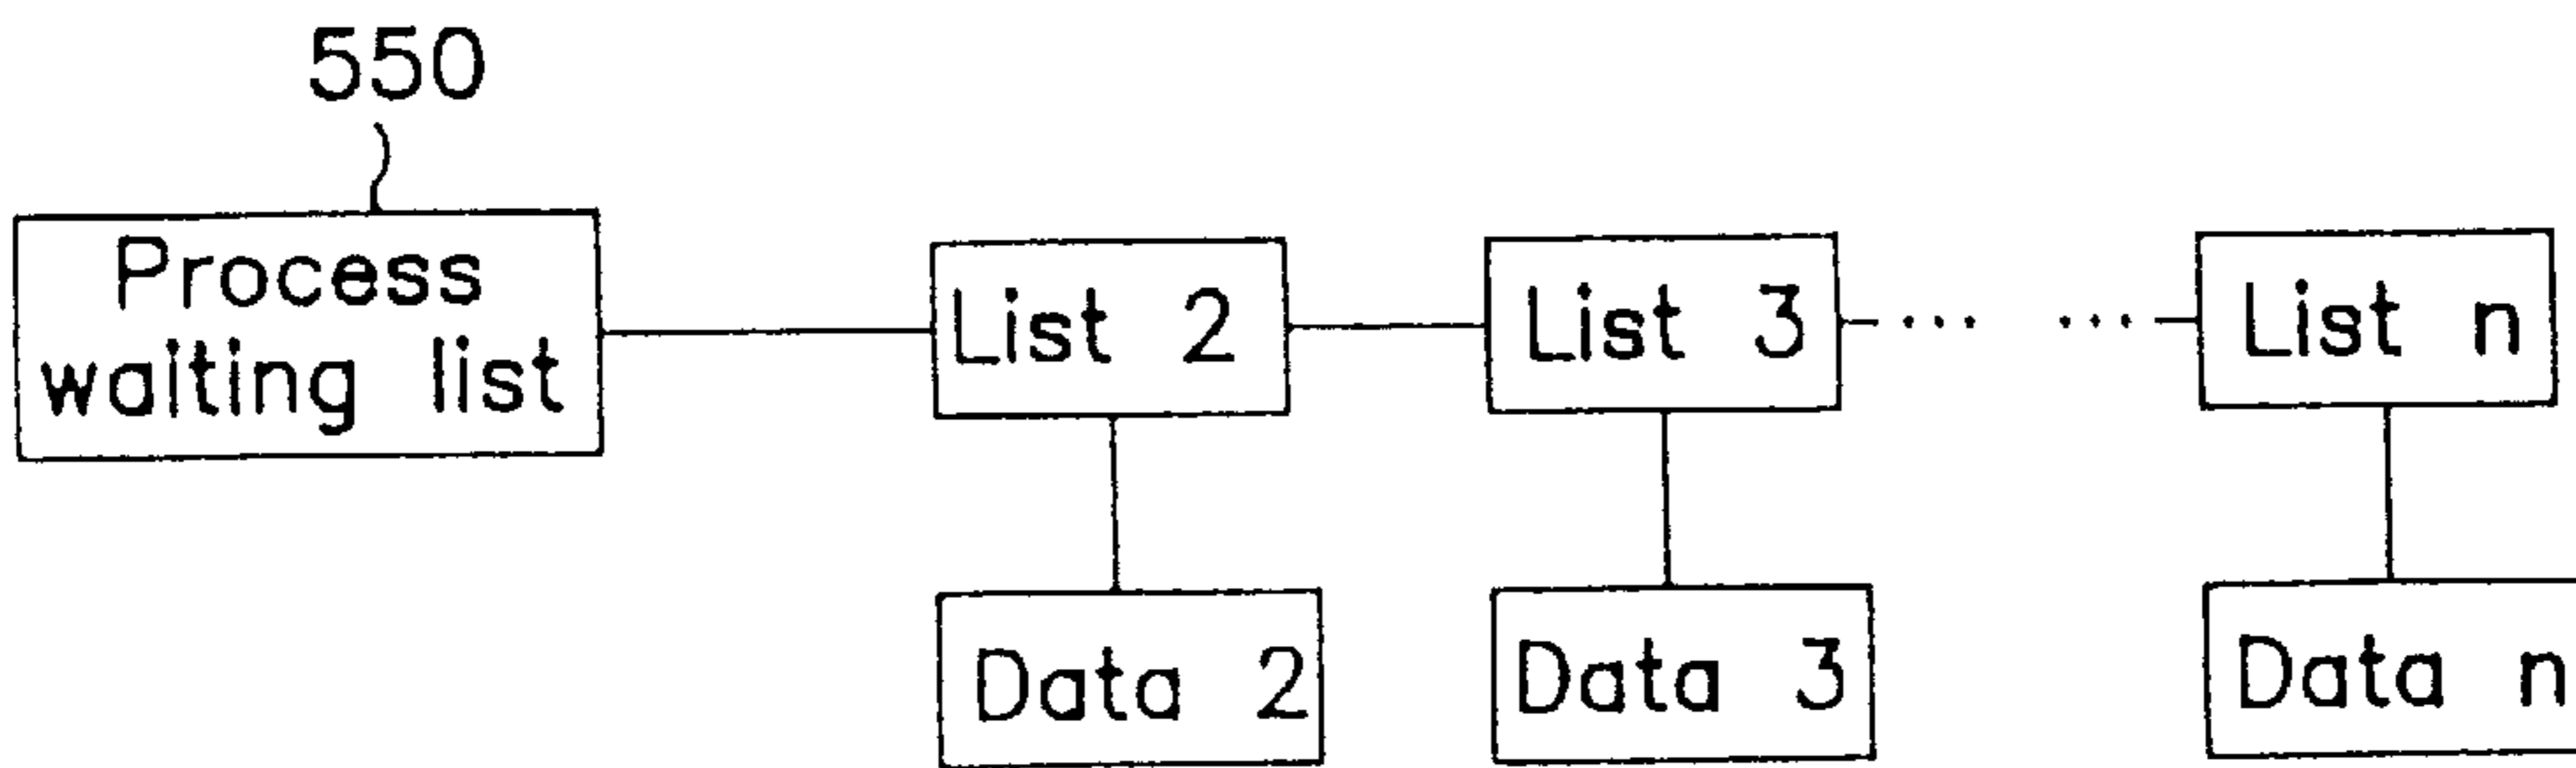 550
Process
waiting list
List 2
List 3
List n
Data 2
Data 3
Data n